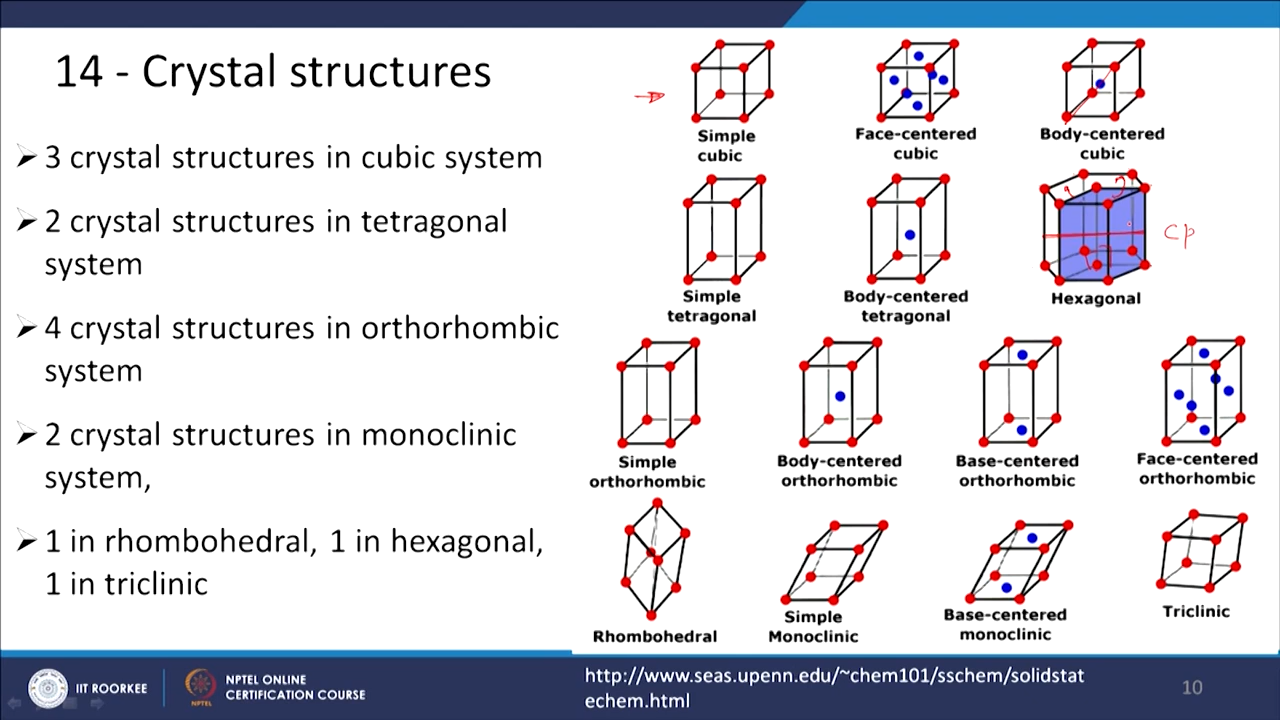 14 - Crystal structures
➢ 3 crystal structures in cubic system
➢ 2 crystal structures in tetragonal
system
➢ 4 crystal structures in orthorhombic
system
➢ 2 crystal structures in monoclinic
system,
➢ 1 in rhombohedral, 1 in hexagonal,
1 in triclinic
Simple
cubic
Face-centered
cubic
Body-centered
cubic
Simple
tetragonal
Body-centered
tetragonal
Hexagonal
CP
Simple
orthorhombic
Body-centered
orthorhombic
Base-centered
orthorhombic
Face-centered
orthorhombic
Rhombohedral
Simple
Monoclinic
Base-centered
monoclinic
Triclinic
IIT ROORKEE
NPTEL
NPTEL ONLINE
CERTIFICATION COURSE
http://www.seas.upenn.edu/~chem101/sschem/solidstat
echem.html
10